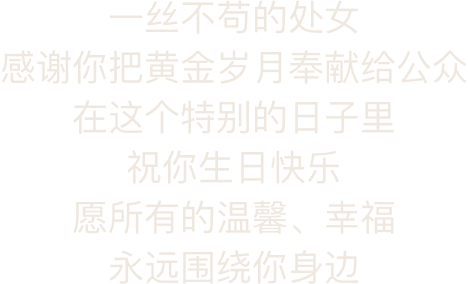 一丝不苟的处女
感谢你把黄金岁月奉献给公众
在这个特别的日子里
祝你生日快乐
愿所有的温馨、幸福
永远围绕你身边